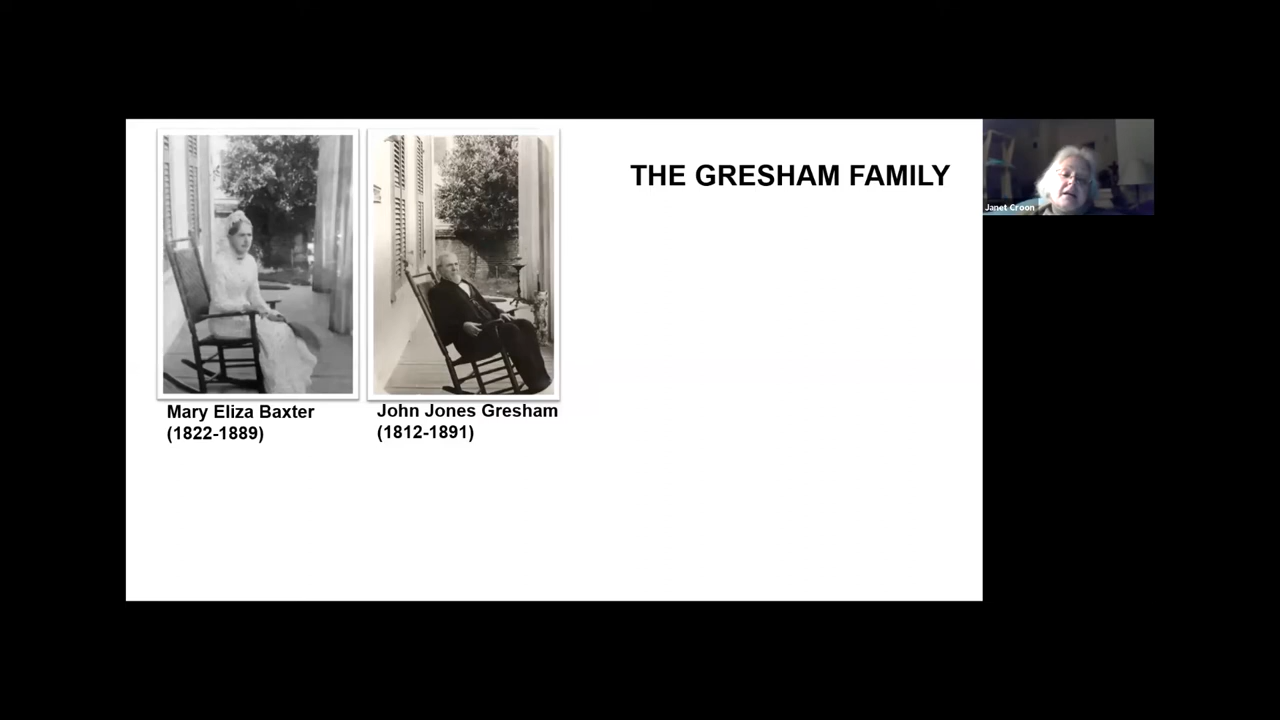 THE GRESHAM FAMILY
Janet Croon
Mary Eliza Baxter
(1822-1889)
John Jones Gresham
(1812-1891)